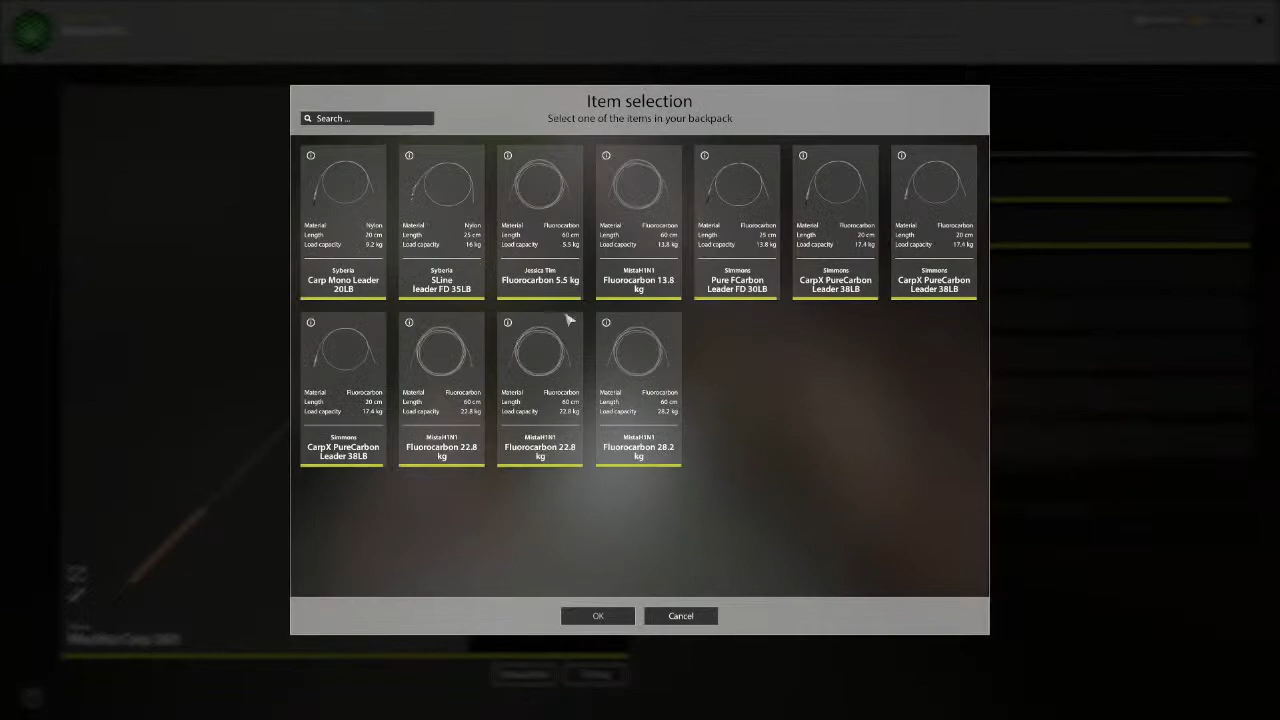 Item selection
Select one of the items in your backpack
Search ...
Material Nylon
Length 20 cm
Load capacity 9.2 kg
Syberia
Carp Mono Leader
20LB
Material Nylon
Length 25 cm
Load capacity 16 kg
Syberia
SLine
leader FD 35LB
Material Fluorocarbon
Length 60 cm
Load capacity 5.5 kg
Jessica Tim
Fluorocarbon 5.5 kg
Material Fluorocarbon
Length 60 cm
Load capacity 13.8 kg
MistaH1N1
Fluorocarbon 13.8
kg
Material Fluorocarbon
Length 25 cm
Load capacity 13.8 kg
Simmons
Pure FCarbon
Leader FD 30LB
Material Fluorocarbon
Length 20 cm
Load capacity 17.4 kg
Simmons
CarpX PureCarbon
Leader 38LB
Material Fluorocarbon
Length 20 cm
Load capacity 17.4 kg
Simmons
CarpX PureCarbon
Leader 38LB
Material Fluorocarbon
Length 20 cm
Load capacity 17.4 kg
Simmons
CarpX PureCarbon
Leader 38LB
Material Fluorocarbon
Length 60 cm
Load capacity 22.8 kg
MistaH1N1
Fluorocarbon 22.8
kg
Material Fluorocarbon
Length 60 cm
Load capacity 22.8 kg
MistaH1N1
Fluorocarbon 22.8
kg
Material Fluorocarbon
Length 60 cm
Load capacity 28.2 kg
MistaH1N1
Fluorocarbon 28.2
kg
OK
Cancel